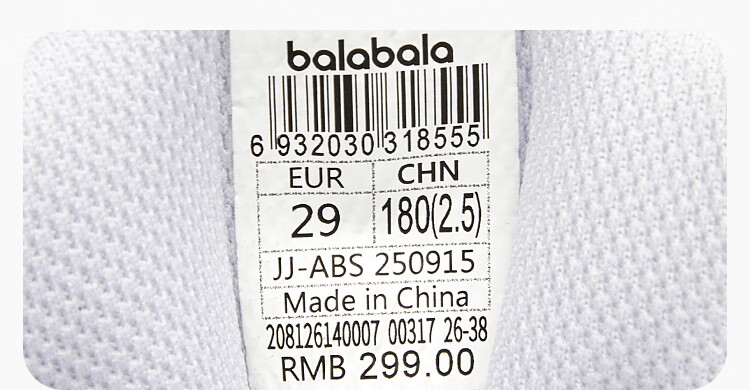 balabala
6 932030 318555
EUR CHN
29 180(2.5)
JJ-ABS 250915
Made in China
208126140007 00317 26-38
RMB 299.00